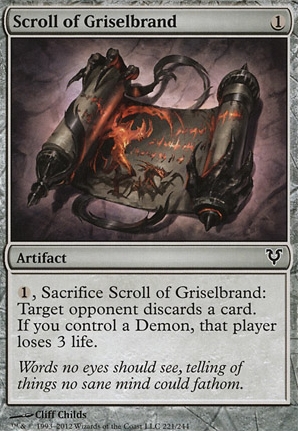 Scroll of Griselbrand 1
Artifact
1, Sacrifice Scroll of Griselbrand:
Target opponent discards a card.
If you control a Demon, that player
loses 3 life.
Words no eyes should see, telling of
things no sane mind could fathom.
Cliff Childs
™ & © 1993–2012 Wizards of the Coast LLC 221/244